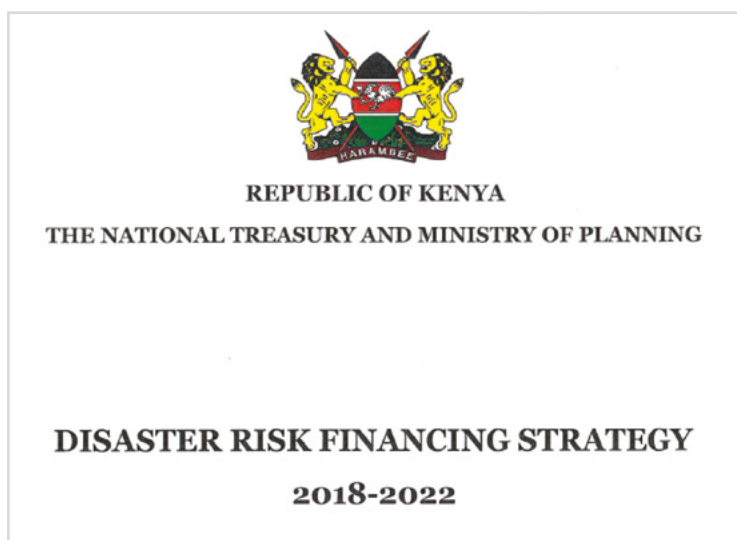 HARAMBEE
REPUBLIC OF KENYA
THE NATIONAL TREASURY AND MINISTRY OF PLANNING
DISASTER RISK FINANCING STRATEGY
2018-2022